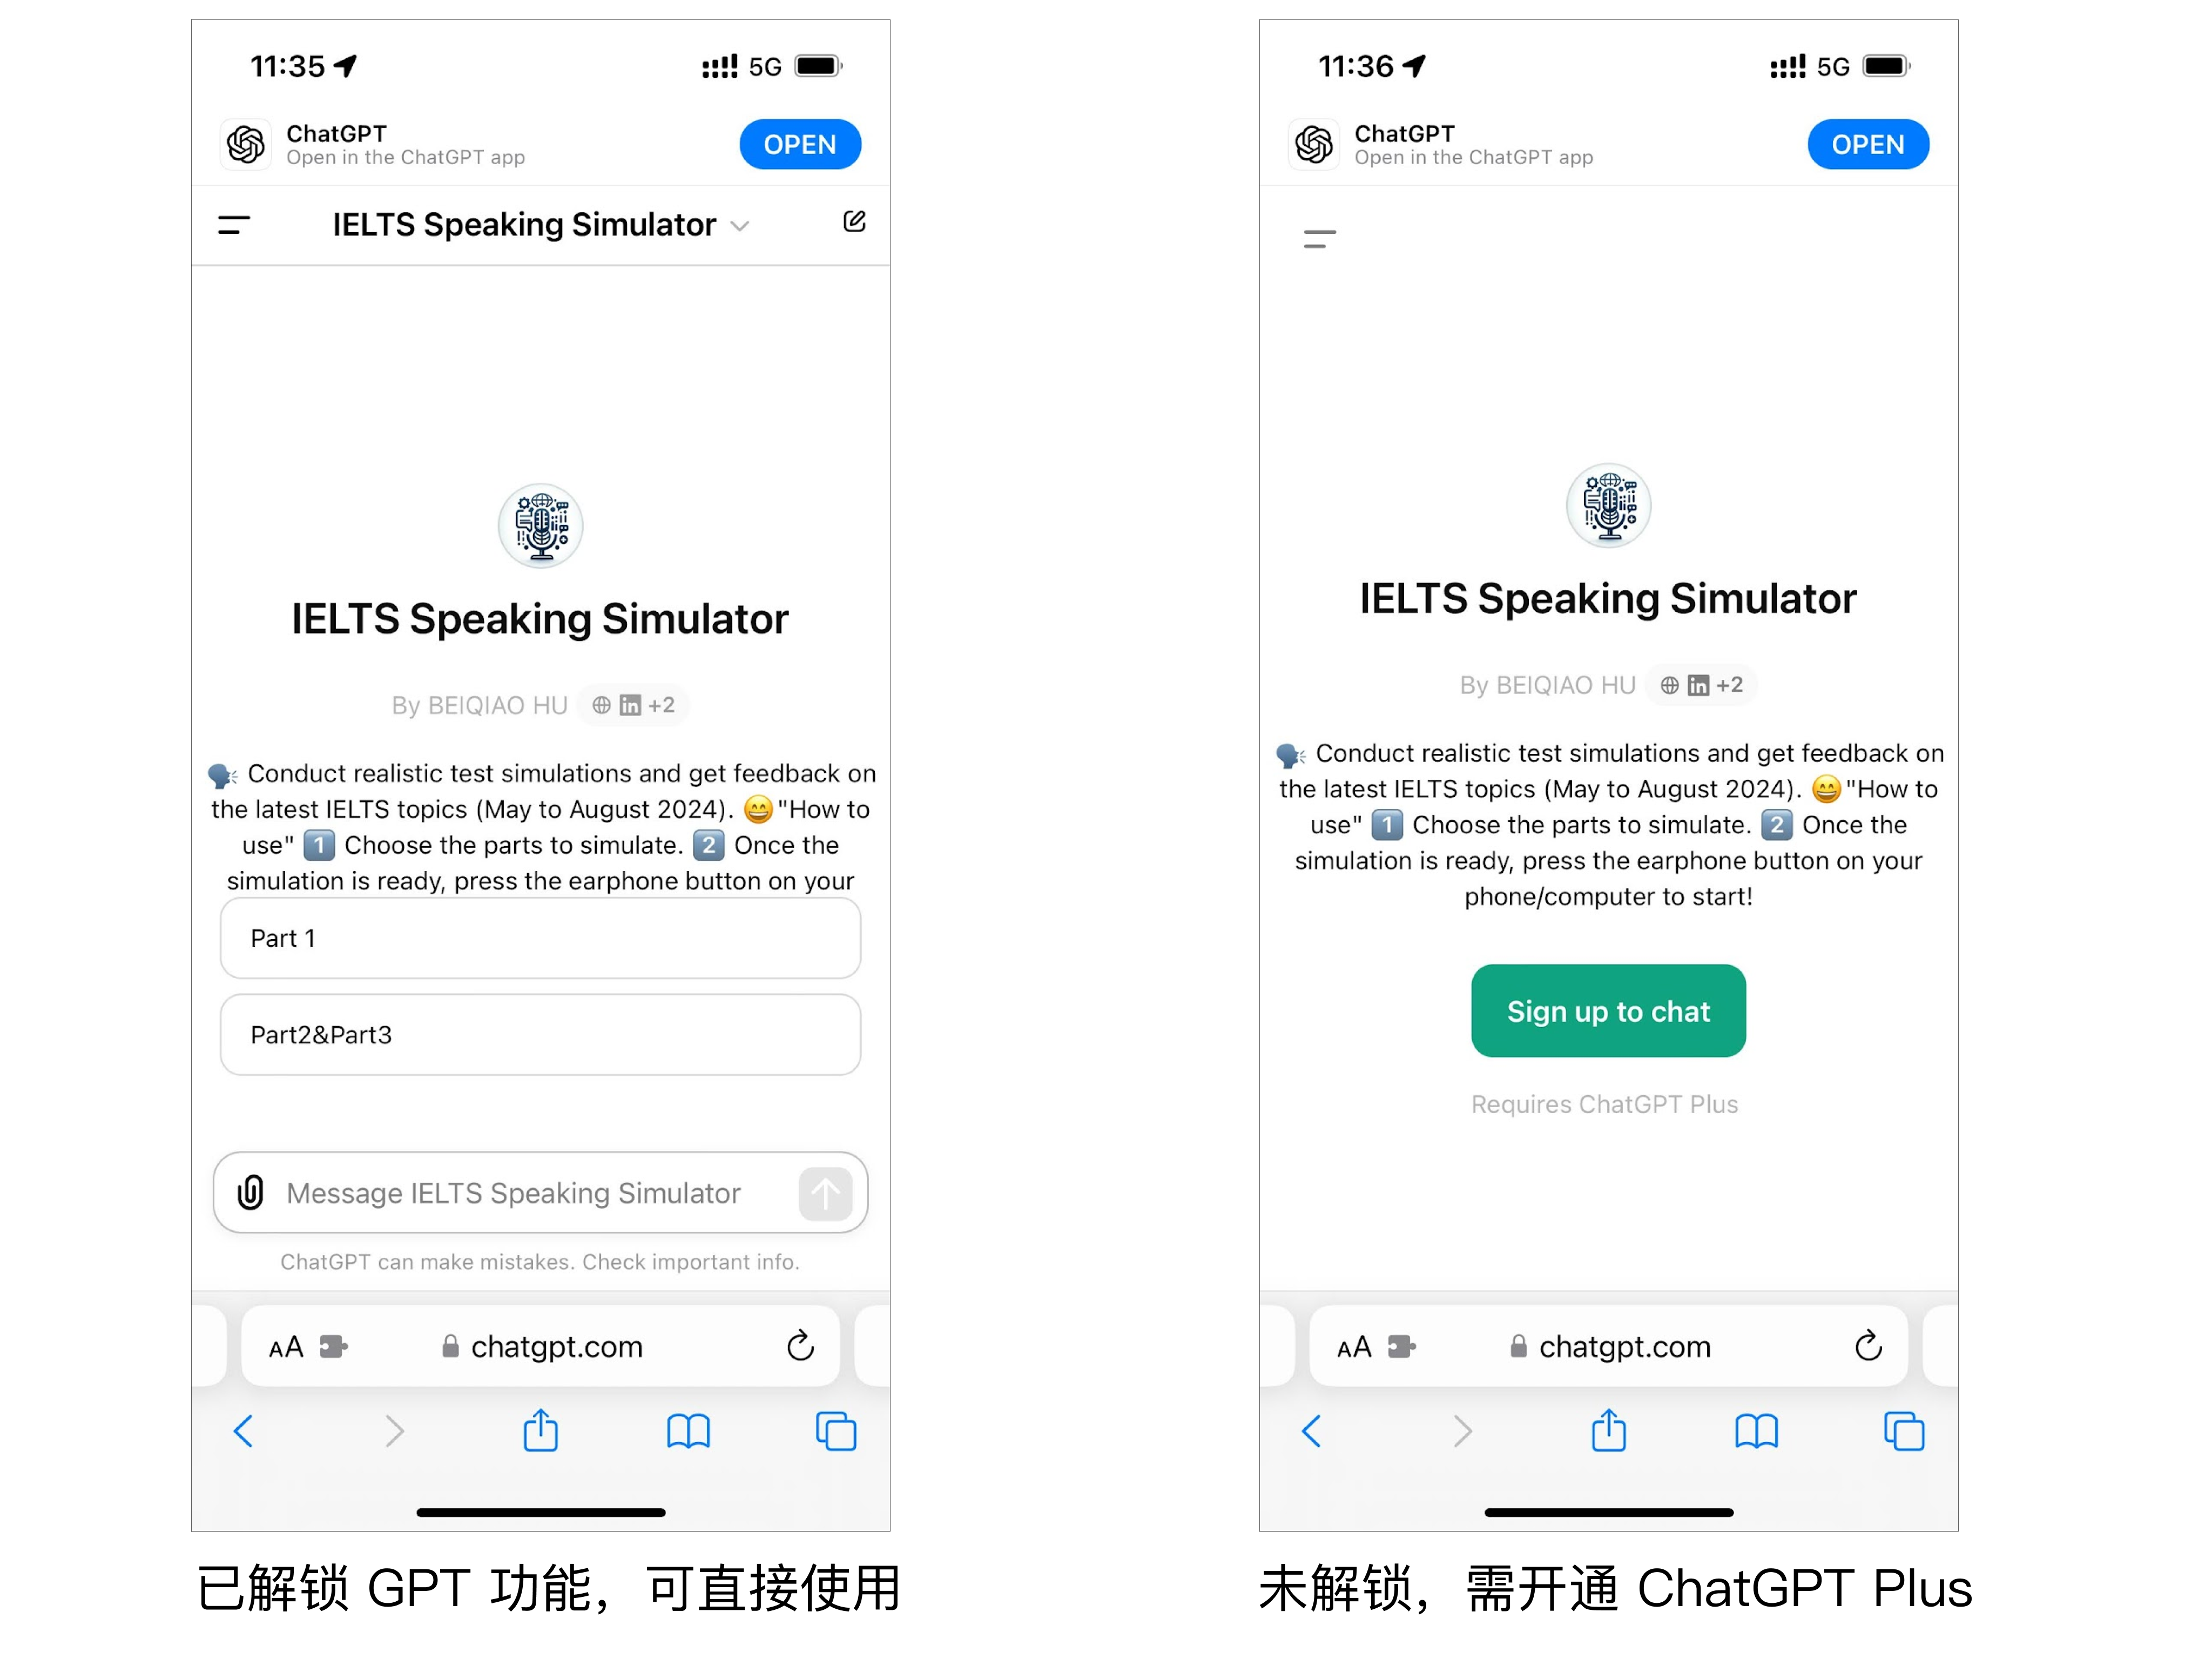 11:35
5G
ChatGPT
Open in the ChatGPT app
OPEN
IELTS Speaking Simulator
IELTS Speaking Simulator
By BEIQIAO HU in +2
🗣️ Conduct realistic test simulations and get feedback on
the latest IELTS topics (May to August 2024). 😄 "How to
use" 1️⃣ Choose the parts to simulate. 2️⃣ Once the
simulation is ready, press the earphone button on your
Part 1
Part2&Part3
Message IELTS Speaking Simulator
ChatGPT can make mistakes. Check important info.
AA chatgpt.com
已解锁 GPT 功能，可直接使用
11:36
5G
ChatGPT
Open in the ChatGPT app
OPEN
IELTS Speaking Simulator
By BEIQIAO HU in +2
🗣️ Conduct realistic test simulations and get feedback on
the latest IELTS topics (May to August 2024). 😄 "How to
use" 1️⃣ Choose the parts to simulate. 2️⃣ Once the
simulation is ready, press the earphone button on your
phone/computer to start!
Sign up to chat
Requires ChatGPT Plus
AA chatgpt.com
未解锁，需开通 ChatGPT Plus